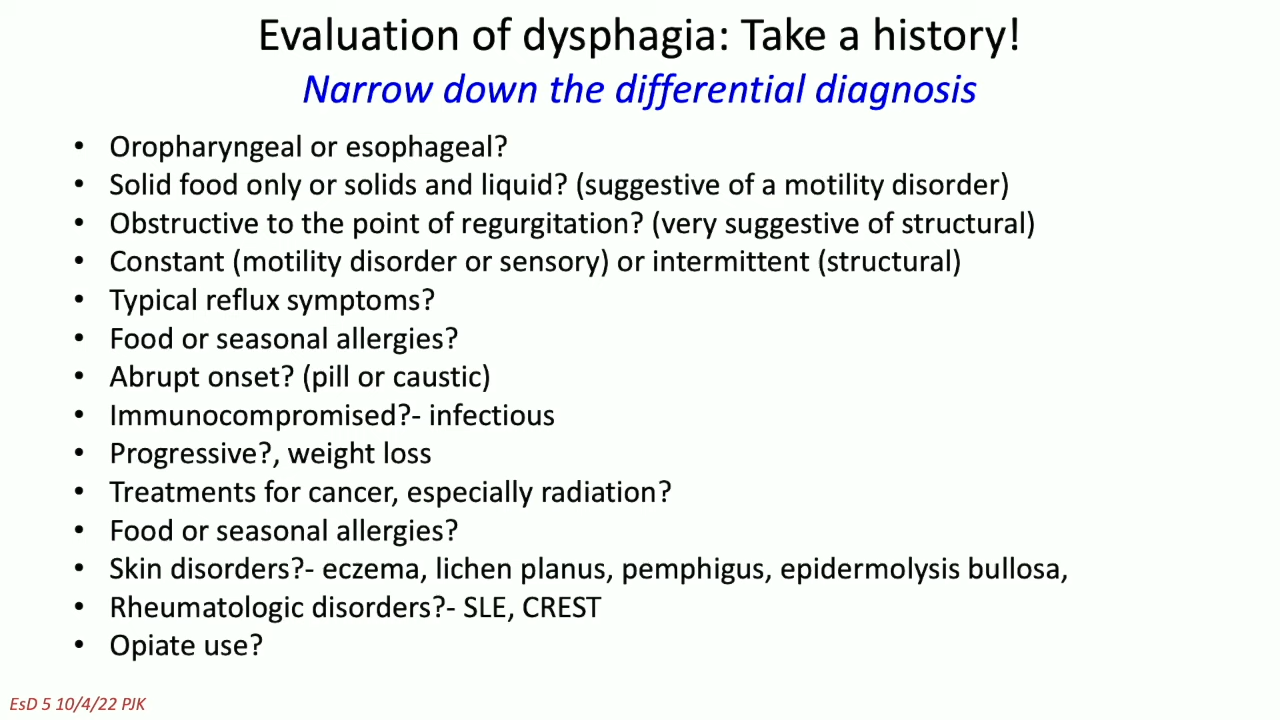 Evaluation of dysphagia: Take a history!
Narrow down the differential diagnosis
• Oropharyngeal or esophageal?
• Solid food only or solids and liquid? (suggestive of a motility disorder)
• Obstructive to the point of regurgitation? (very suggestive of structural)
• Constant (motility disorder or sensory) or intermittent (structural)
• Typical reflux symptoms?
• Food or seasonal allergies?
• Abrupt onset? (pill or caustic)
• Immunocompromised?- infectious
• Progressive?, weight loss
• Treatments for cancer, especially radiation?
• Food or seasonal allergies?
• Skin disorders?- eczema, lichen planus, pemphigus, epidermolysis bullosa,
• Rheumatologic disorders?- SLE, CREST
• Opiate use?
EsD 5 10/4/22 PJK